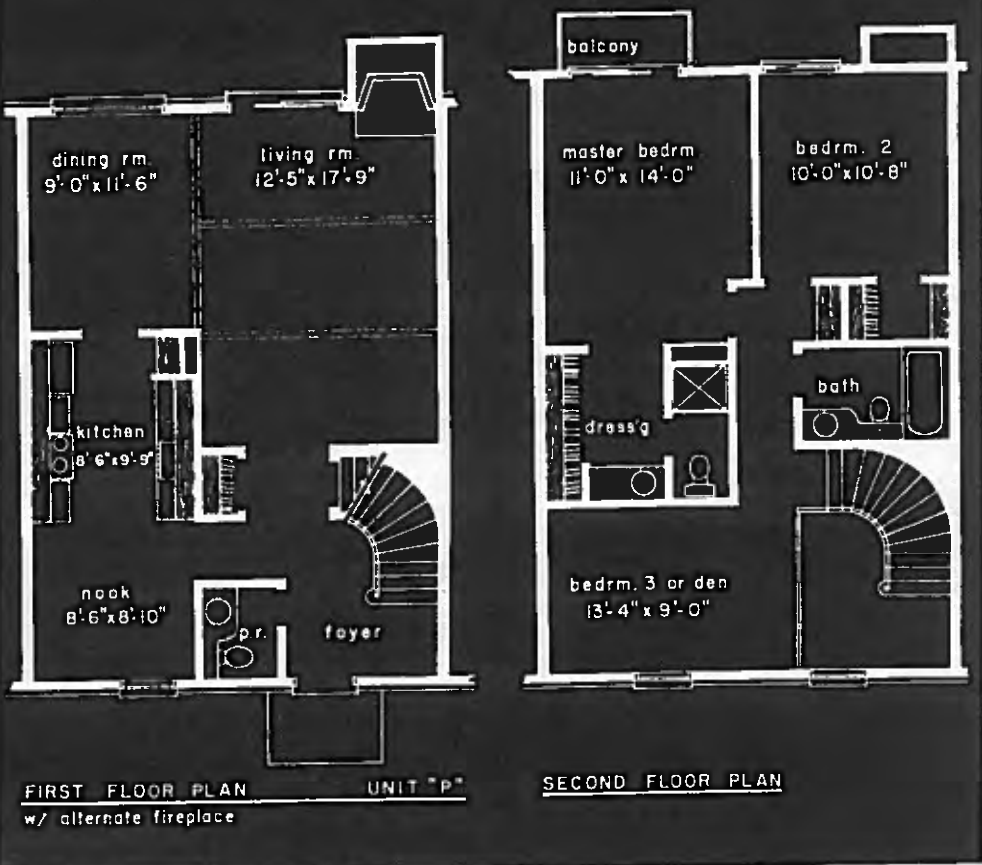 dining rm.
9'-0"x11'-6"
living rm.
12'-5"x17'-9"
kitchen
8'-6"x9'-9"
nook
8'-6"x8'-10"
p.r.
foyer
FIRST FLOOR PLAN UNIT "P"
w/ alternate fireplace
balcony
master bedrm
11'-0"x 14'-0"
bedrm. 2
10'-0"x10'-8"
dress'g
bath
bedrm. 3 or den
13'-4" x 9'-0"
SECOND FLOOR PLAN